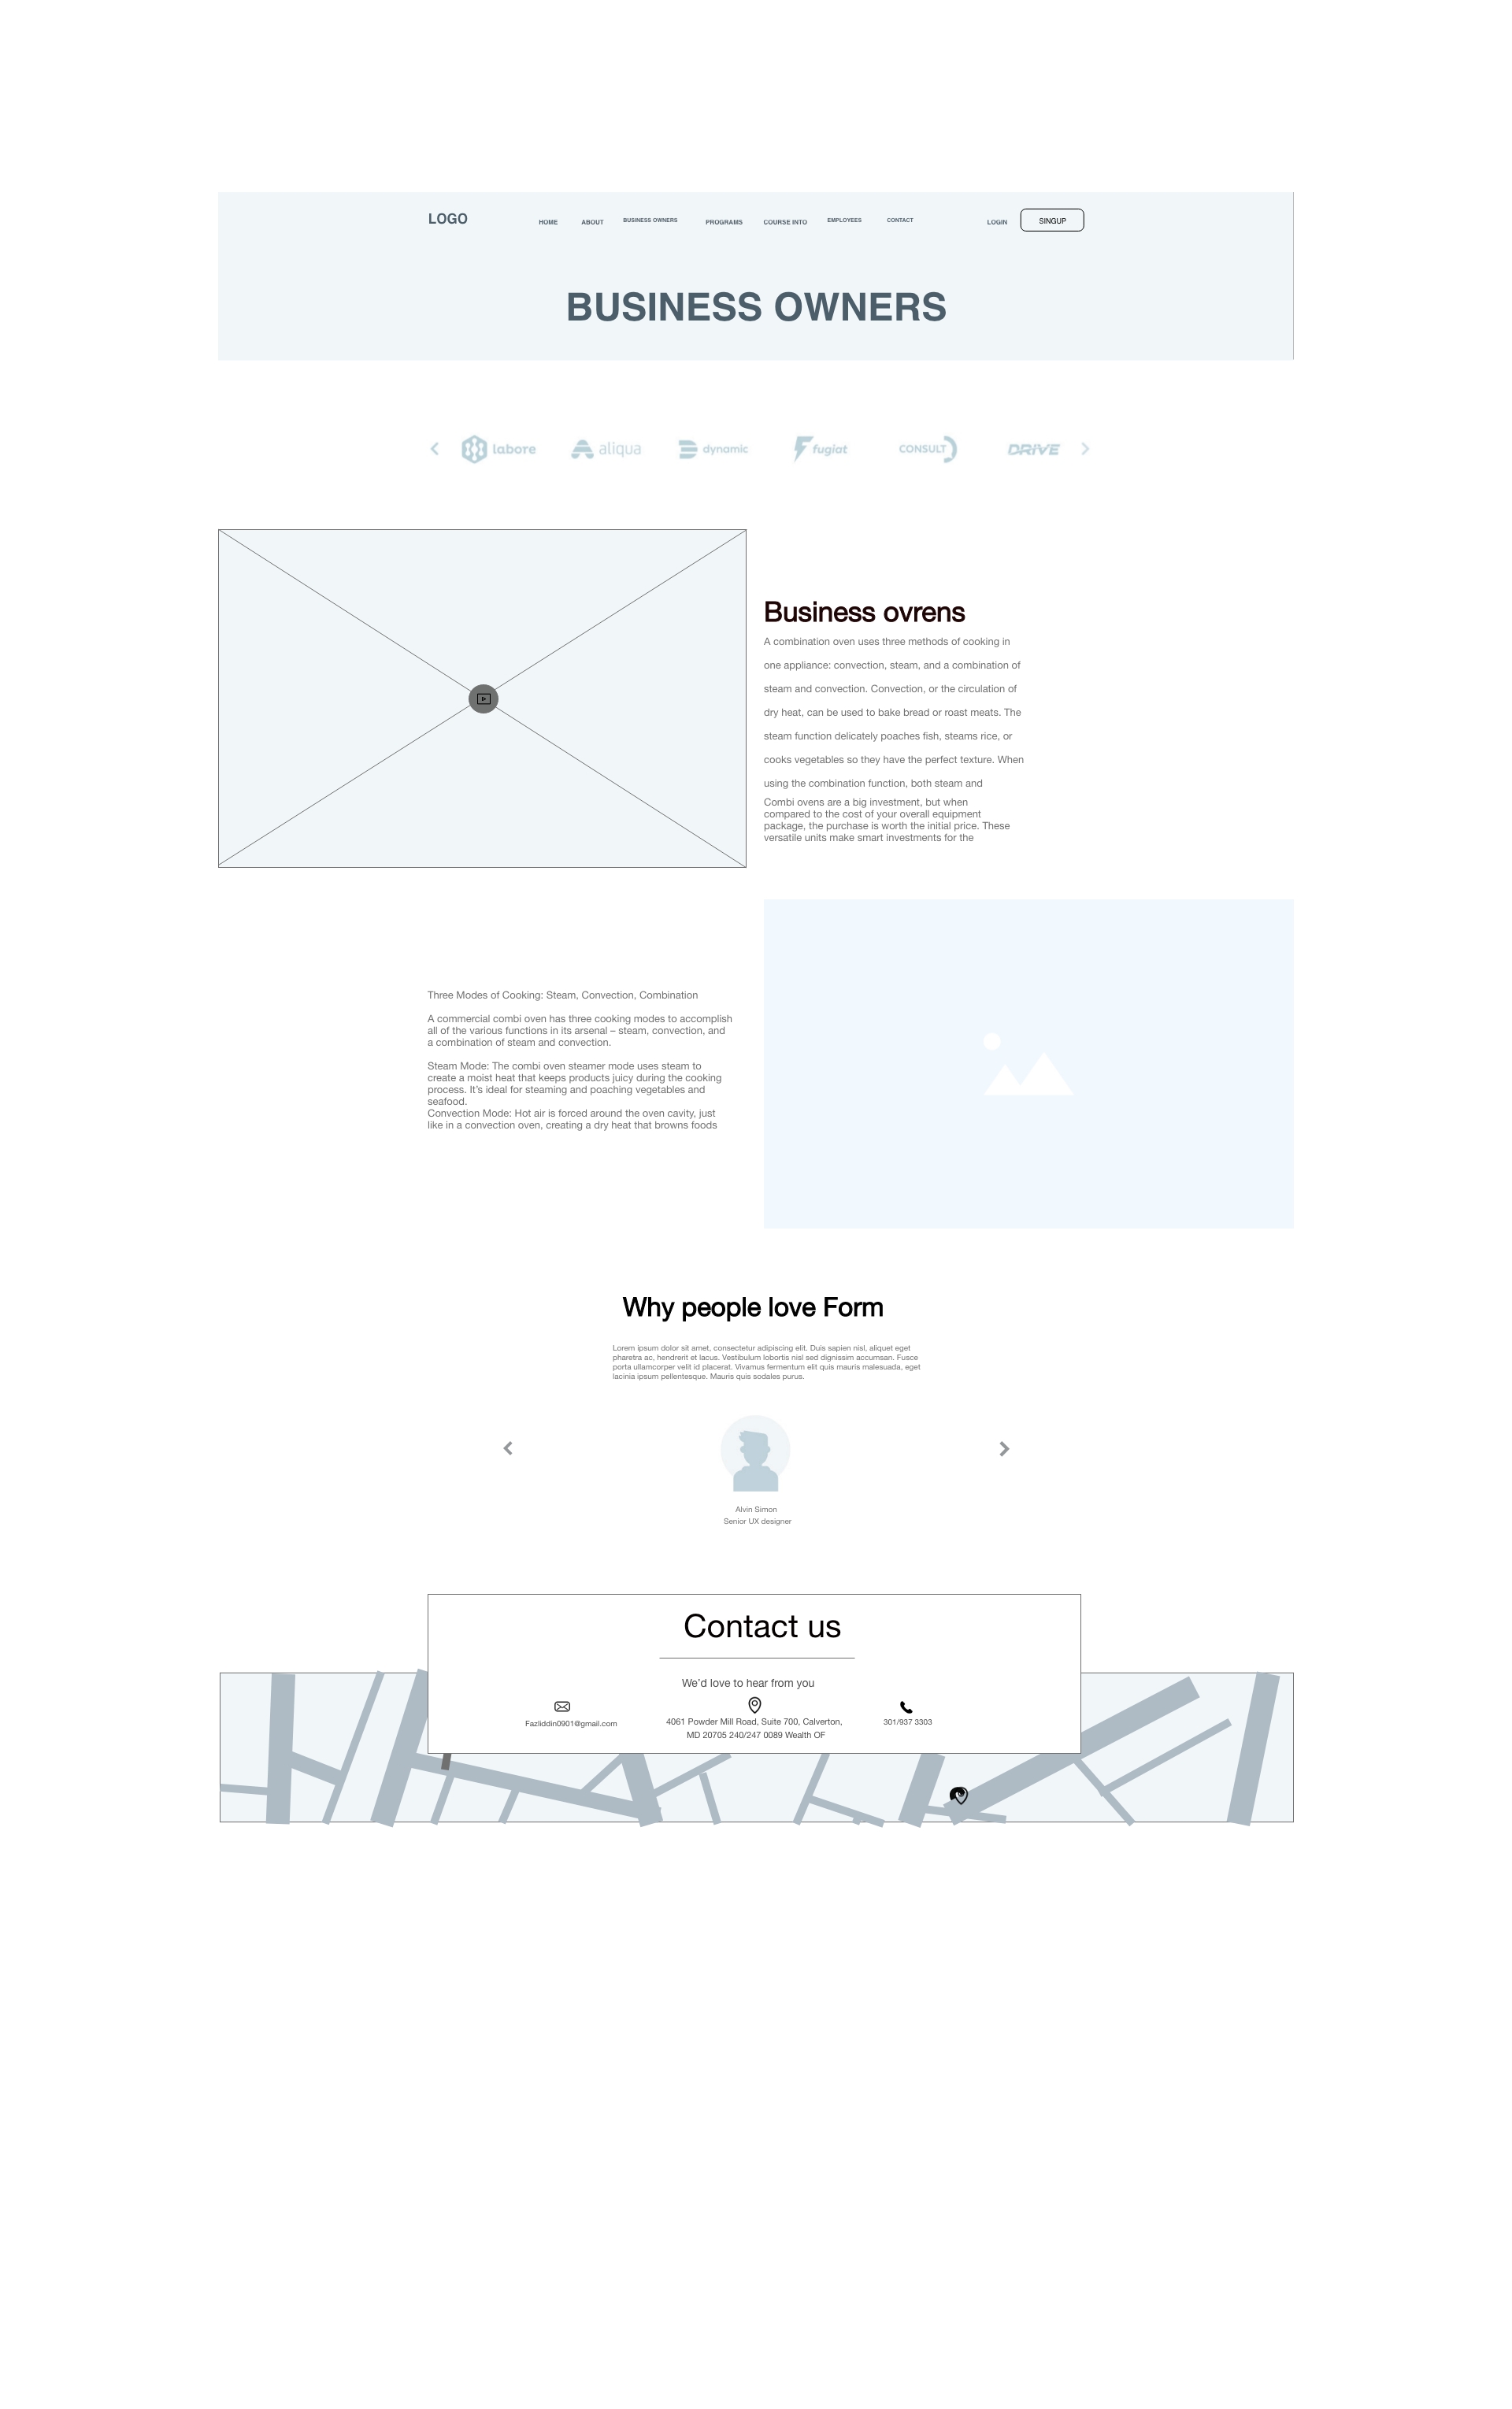 LOGO
HOME ABOUT BUSINESS OWNERS PROGRAMS COURSE INTO EMPLOYEES CONTACT LOGIN SINGUP
BUSINESS OWNERS
labore aliqua dynamic fugiat CONSULT DRIVE
Business ovrens
A combination oven uses three methods of cooking in
one appliance: convection, steam, and a combination of
steam and convection. Convection, or the circulation of
dry heat, can be used to bake bread or roast meats. The
steam function delicately poaches fish, steams rice, or
cooks vegetables so they have the perfect texture. When
using the combination function, both steam and
Combi ovens are a big investment, but when
compared to the cost of your overall equipment
package, the purchase is worth the initial price. These
versatile units make smart investments for the
Three Modes of Cooking: Steam, Convection, Combination
A commercial combi oven has three cooking modes to accomplish
all of the various functions in its arsenal – steam, convection, and
a combination of steam and convection.
Steam Mode: The combi oven steamer mode uses steam to
create a moist heat that keeps products juicy during the cooking
process. It’s ideal for steaming and poaching vegetables and
seafood.
Convection Mode: Hot air is forced around the oven cavity, just
like in a convection oven, creating a dry heat that browns foods
Why people love Form
Lorem ipsum dolor sit amet, consectetur adipiscing elit. Duis sapien nisl, aliquet eget
pharetra ac, hendrerit et lacus. Vestibulum lobortis nisl sed dignissim accumsan. Fusce
porta ullamcorper velit id placerat. Vivamus fermentum elit quis mauris malesuada, eget
lacinia ipsum pellentesque. Mauris quis sodales purus.
Alvin Simon
Senior UX designer
Contact us
We’d love to hear from you
Fazliddin0901@gmail.com
4061 Powder Mill Road, Suite 700, Calverton,
MD 20705 240/247 0089 Wealth OF
301/937 3303